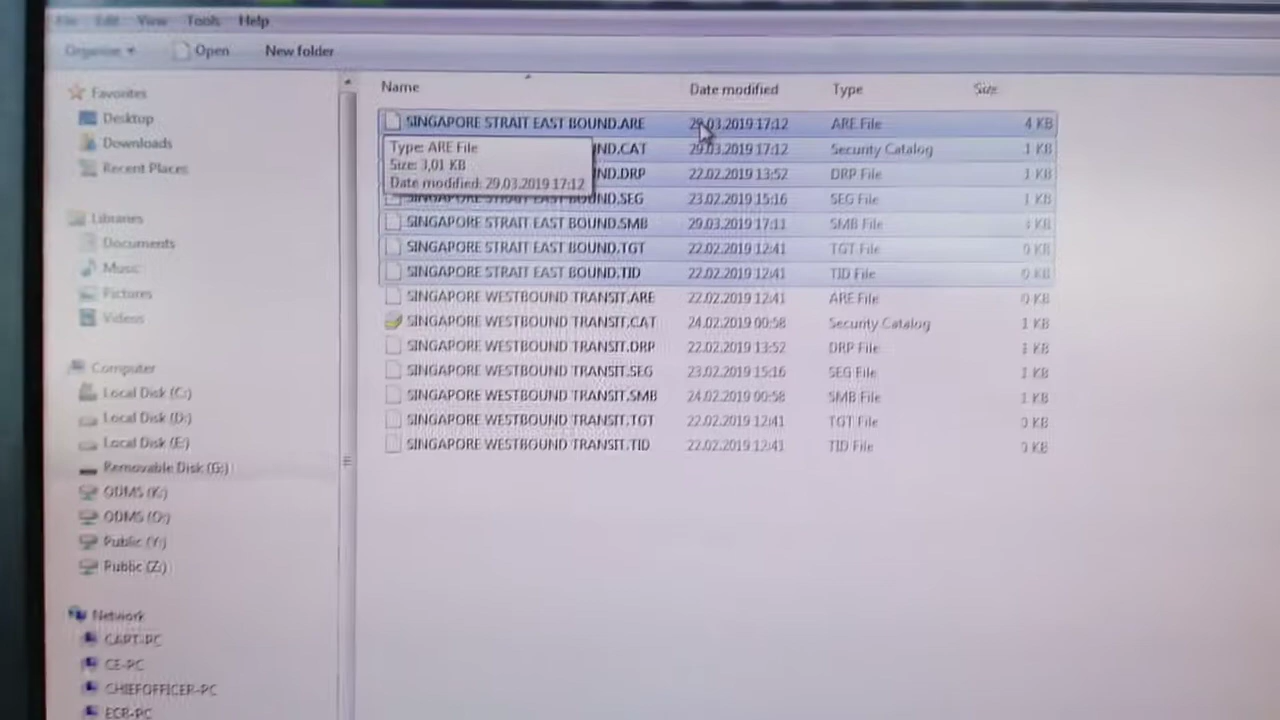 File Edit View Tools Help
Organise Open New folder
Favorites
Desktop
Downloads
Recent Places
Libraries
Documents
Music
Pictures
Videos
Computer
Local Disk (C:)
Local Disk (D:)
Local Disk (E:)
Removable Disk (G:)
ODMS (K:)
ODMS (O:)
Public (Y:)
Public (Z:)
Network
CAPT-PC
CE-PC
CHIEFOFFICER-PC
ECR-PC
Name Date modified Type Size
SINGAPORE STRAIT EAST BOUND.ARE 29.03.2019 17:12 ARE File 4 KB
ND.CAT 29.03.2019 17:12 Security Catalog 1 KB
ND.DRP 22.02.2019 13:52 DRP File 1 KB
SINGAPORE STRAIT EAST BOUND.SEG 23.02.2019 15:16 SEG File 1 KB
SINGAPORE STRAIT EAST BOUND.SMB 29.03.2019 17:11 SMB File KB
SINGAPORE STRAIT EAST BOUND.TGT 22.02.2019 12:41 TGT File 0 KB
SINGAPORE STRAIT EAST BOUND.TID 22.02.2019 12:41 TID File 0 KB
SINGAPORE WESTBOUND TRANSIT.ARE 22.02.2019 12:41 ARE File 0 KB
SINGAPORE WESTBOUND TRANSIT.CAT 24.02.2019 00:58 Security Catalog 1 KB
SINGAPORE WESTBOUND TRANSIT.DRP 22.02.2019 13:52 DRP File 1 KB
SINGAPORE WESTBOUND TRANSIT.SEG 23.02.2019 15:16 SEG File 1 KB
SINGAPORE WESTBOUND TRANSIT.SMB 24.02.2019 00:58 SMB File 1 KB
SINGAPORE WESTBOUND TRANSIT.TGT 22.02.2019 12:41 TGT File 0 KB
SINGAPORE WESTBOUND TRANSIT.TID 22.02.2019 12:41 TID File 0 KB
Type: ARE File
Size: 3,01 KB
Date modified: 29.03.2019 17:12